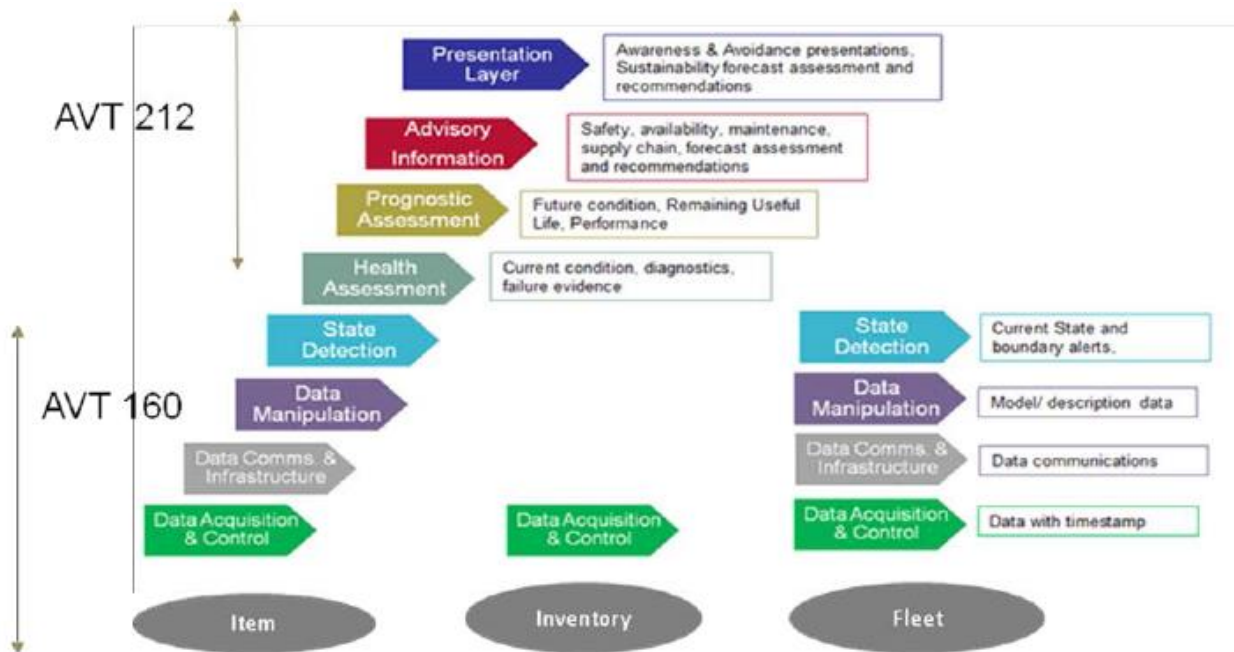 AVT 212
Presentation
Layer
Awareness & Avoidance presentations,
Sustainability forecast assessment and
recommendations
Advisory
Information
Safety, availability, maintenance,
supply chain, forecast assessment
and recommendations
Prognostic
Assessment
Future condition, Remaining Useful
Life, Performance
Health
Assessment
Current condition, diagnostics,
failure evidence
AVT 160
State
Detection
State
Detection
Current State and
boundary alerts,
Data
Manipulation
Data
Manipulation
Model/ description data
Data Comms. &
Infrastructure
Data Comms. &
Infrastructure
Data communications
Data Acquisition
& Control
Data Acquisition
& Control
Data Acquisition
& Control
Data with timestamp
Item
Inventory
Fleet